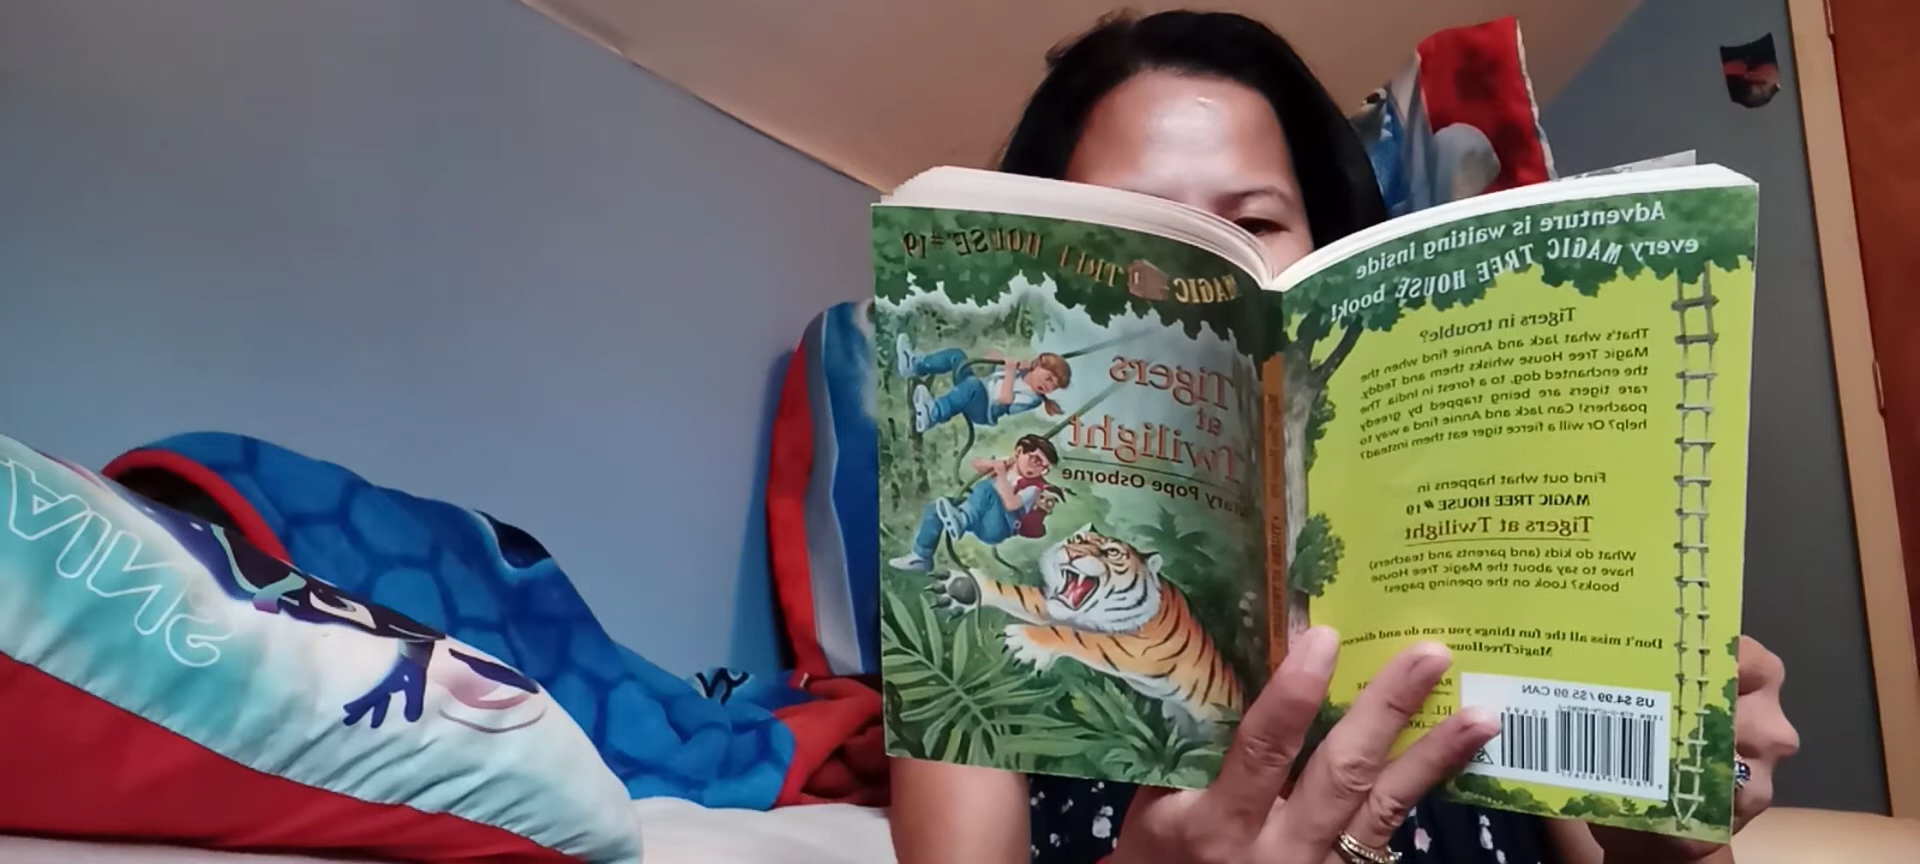 MAGIC TREE HOUSE #19
Tigers
at
Twilight
Mary Pope Osborne
Adventure is waiting inside
every MAGIC TREE HOUSE book!
Tigers in trouble?
That's what Jack and Annie find when the
Magic Tree House whisks them and Teddy,
the enchanted dog, to a forest in India. The
rare tigers are being trapped by greedy
poachers! Can Jack and Annie find a way to
help? Or will a fierce tiger eat them instead?
Find out what happens in
MAGIC TREE HOUSE #19
Tigers at Twilight
What do kids (and parents and teachers)
have to say about the Magic Tree House
books? Look on the opening pages!
Don't miss all the fun things you can do and discover
MagicTreeHouse
US $4.99 / $5.99 CAN